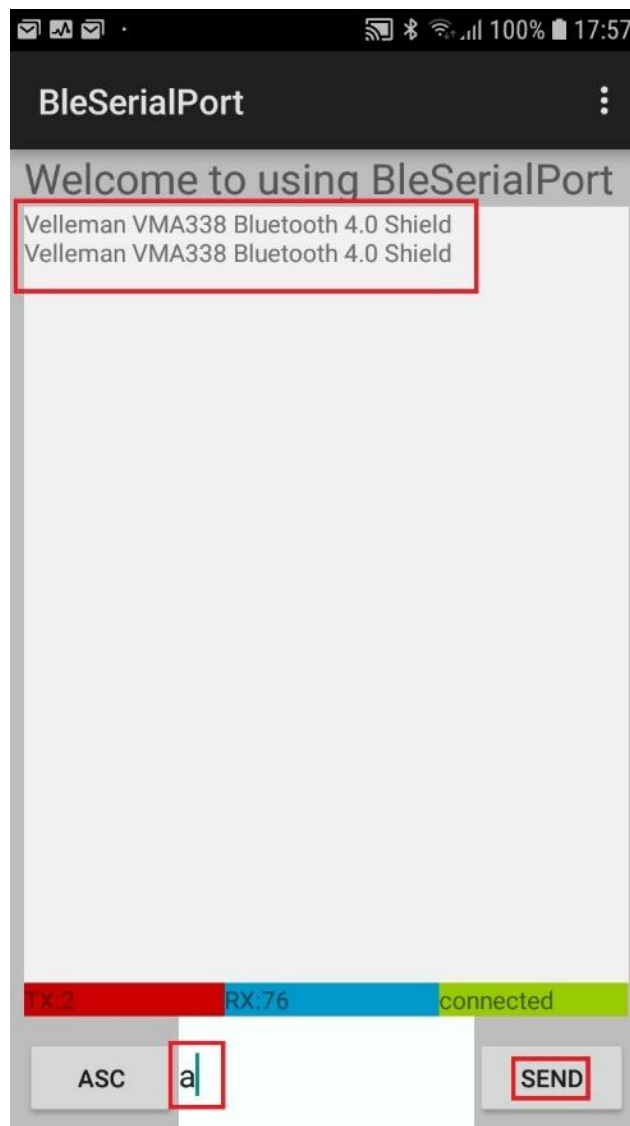 100% 17:57
BleSerialPort
Welcome to using BleSerialPort
Velleman VMA338 Bluetooth 4.0 Shield
Velleman VMA338 Bluetooth 4.0 Shield
TX:2 RX:76 connected
ASC a SEND